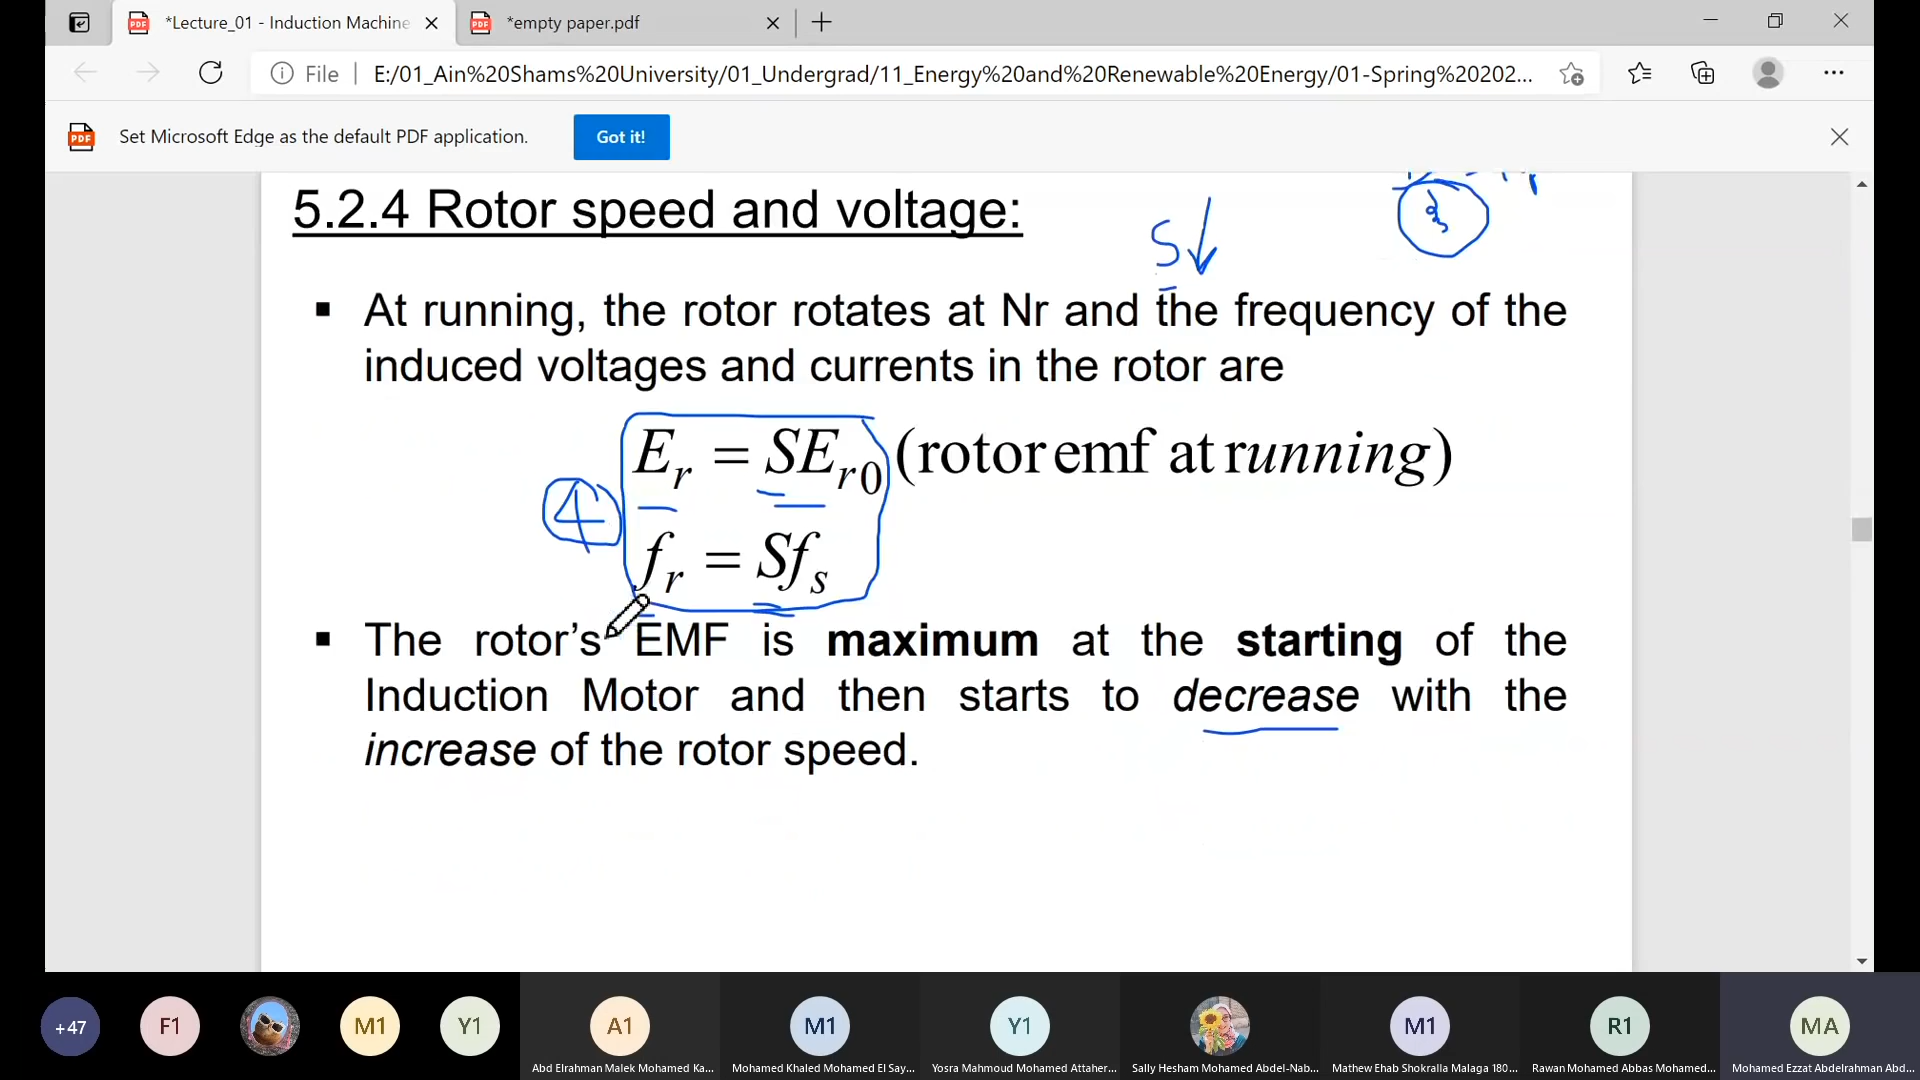 *Lecture_01 - Induction Machine
*empty paper.pdf
File
E:/01_Ain%20Shams%20University/01_Undergrad/11_Energy%20and%20Renewable%20Energy/01-Spring%20202...
PDF
Set Microsoft Edge as the default PDF application.
Got it!
5.2.4 Rotor speed and voltage:
S↓
▪ At running, the rotor rotates at Nr and the frequency of the
induced voltages and currents in the rotor are
E_r = SE_r0 (rotor emf at running)
4
f_r = Sf_s
▪ The rotor's EMF is maximum at the starting of the
Induction Motor and then starts to decrease with the
increase of the rotor speed.
+47
F1
M1
Y1
A1
M1
Y1
M1
R1
MA
Abd Elrahman Malek Mohamed Ka...
Mohamed Khaled Mohamed El Say...
Yosra Mahmoud Mohamed Attaher...
Sally Hesham Mohamed Abdel-Nab...
Mathew Ehab Shokralla Malaga 180...
Rawan Mohamed Abbas Mohamed...
Mohamed Ezzat Abdelrahman Abd...